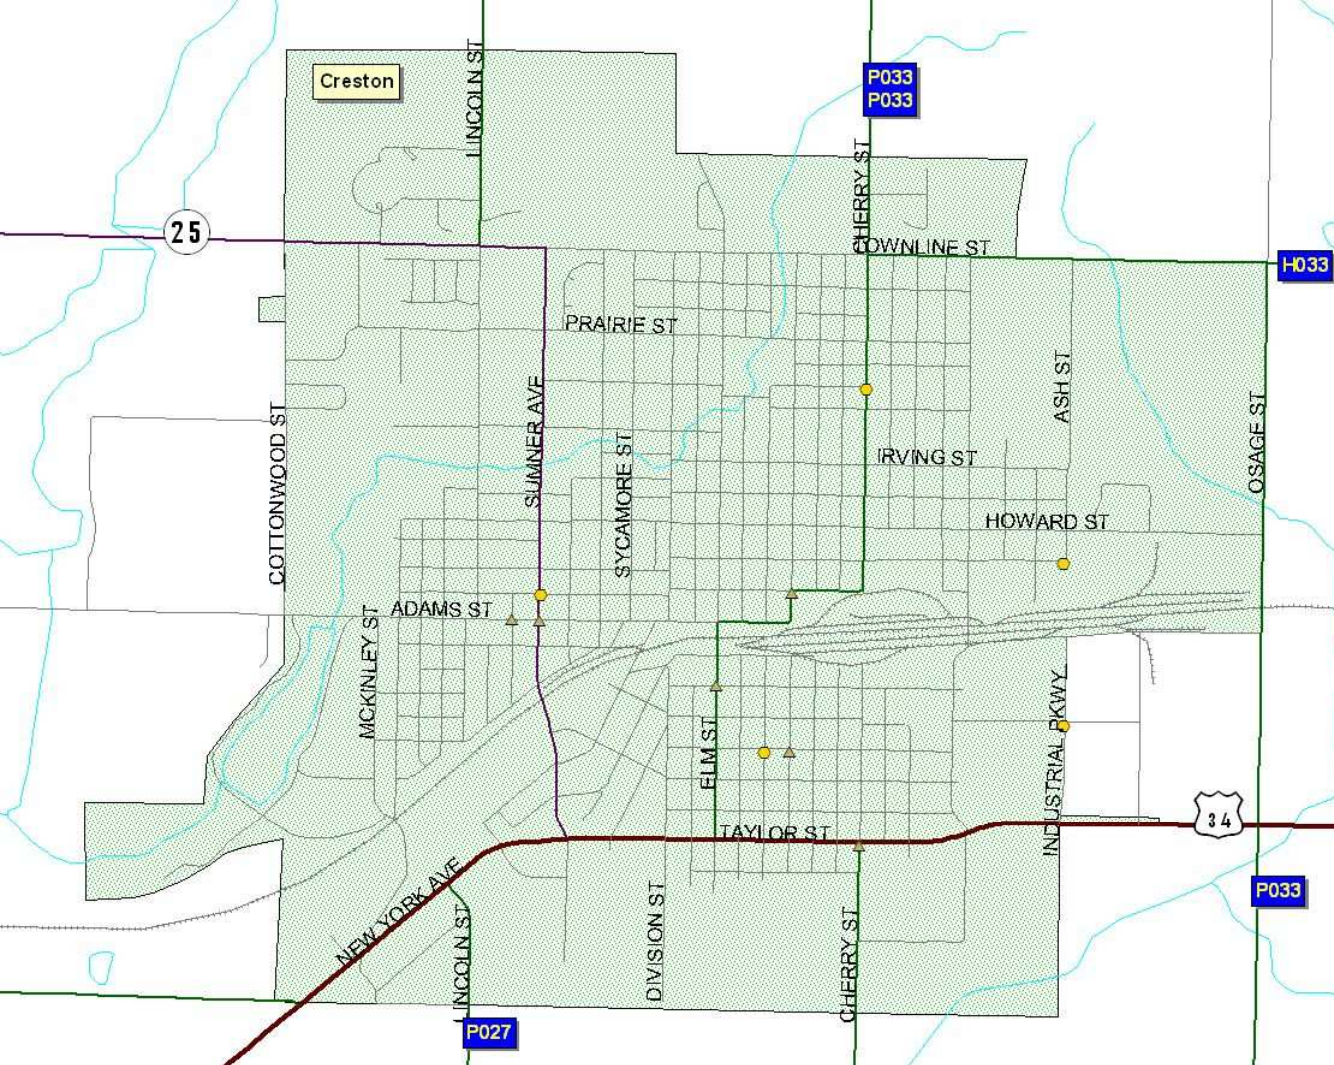 LINCOLN ST
Creston
P033
P033
CHERRY ST
25
TOWNLINE ST
H033
PRAIRIE ST
ASH ST
SUMNER AVE
OSAGE ST
COTTONWOOD ST
SYCAMORE ST
IRVING ST
HOWARD ST
ADAMS ST
MCKINLEY ST
INDUSTRIAL PKWY
ELM ST
34
TAYLOR ST
NEW YORK AVE
P033
LINCOLN ST
DIVISION ST
CHERRY ST
P027